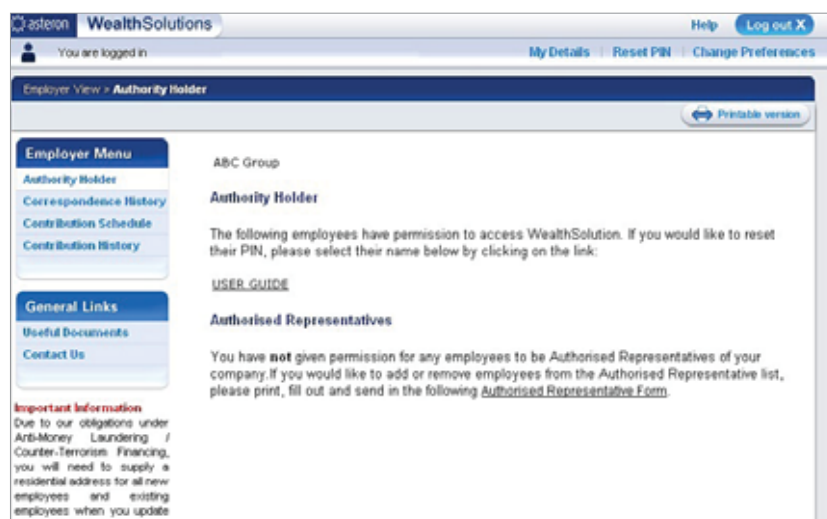 asteron WealthSolutions
Help Log out X
You are logged in
My Details Reset PIN Change Preferences
Employer View > Authority Holder
Printable version
Employer Menu
Authority Holder
Correspondence History
Contribution Schedule
Contribution History
General Links
Useful Documents
Contact Us
Important Information
Due to our obligations under
Anti-Money Laundering /
Counter-Terrorism Financing,
you will need to supply a
residential address for all new
employees and existing
employees when you update
ABC Group
Authority Holder
The following employees have permission to access WealthSolution. If you would like to reset
their PIN, please select their name below by clicking on the link:
USER GUIDE
Authorised Representatives
You have not given permission for any employees to be Authorised Representatives of your
company.If you would like to add or remove employees from the Authorised Representative list,
please print, fill out and send in the following Authorised Representative Form.